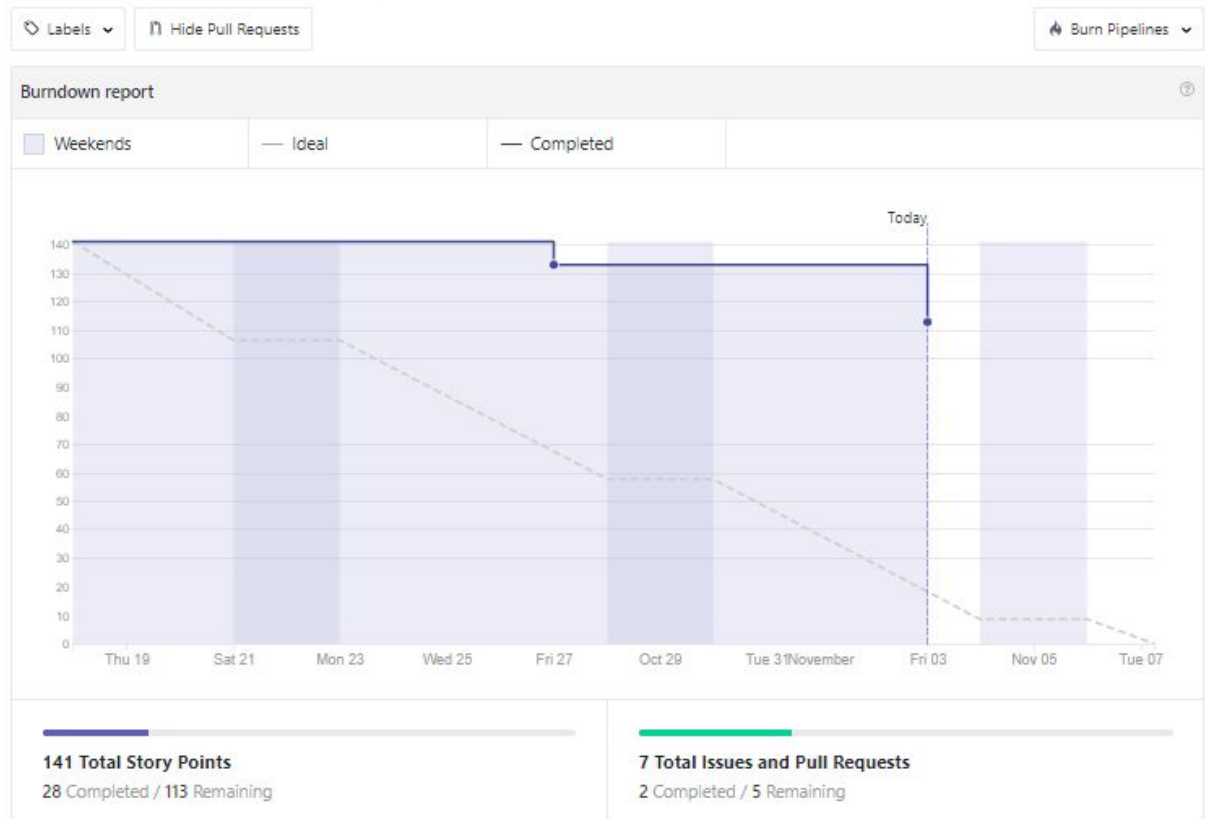 Labels
Hide Pull Requests
Burn Pipelines
Burndown report
Weekends
Ideal
Completed
Today
140
130
120
110
100
90
80
70
60
50
40
30
20
10
0
Thu 19 Sat 21 Mon 23 Wed 25 Fri 27 Oct 29 Tue 31November Fri 03 Nov 05 Tue 07
141 Total Story Points
28 Completed / 113 Remaining
7 Total Issues and Pull Requests
2 Completed / 5 Remaining